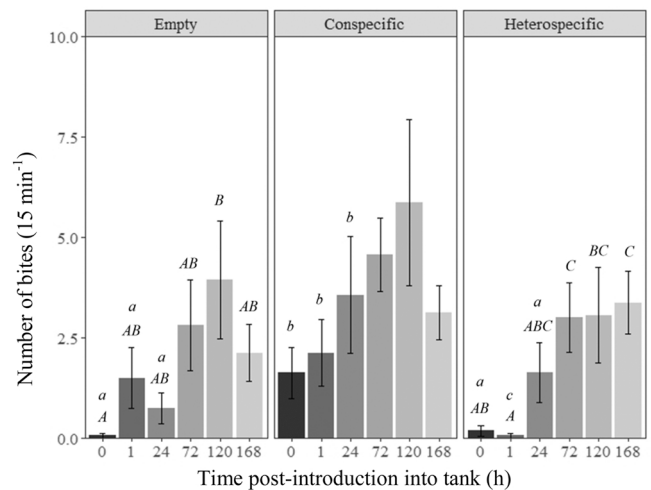 Empty Conspecific Heterospecific
Number of bites (15 min⁻¹)
10.0
7.5
5.0
2.5
0.0
a
A
a
AB
a
AB
AB
B
AB
b
b
b
a
AB
c
A
a
ABC
C
BC
C
0 1 24 72 120 168 0 1 24 72 120 168 0 1 24 72 120 168
Time post-introduction into tank (h)